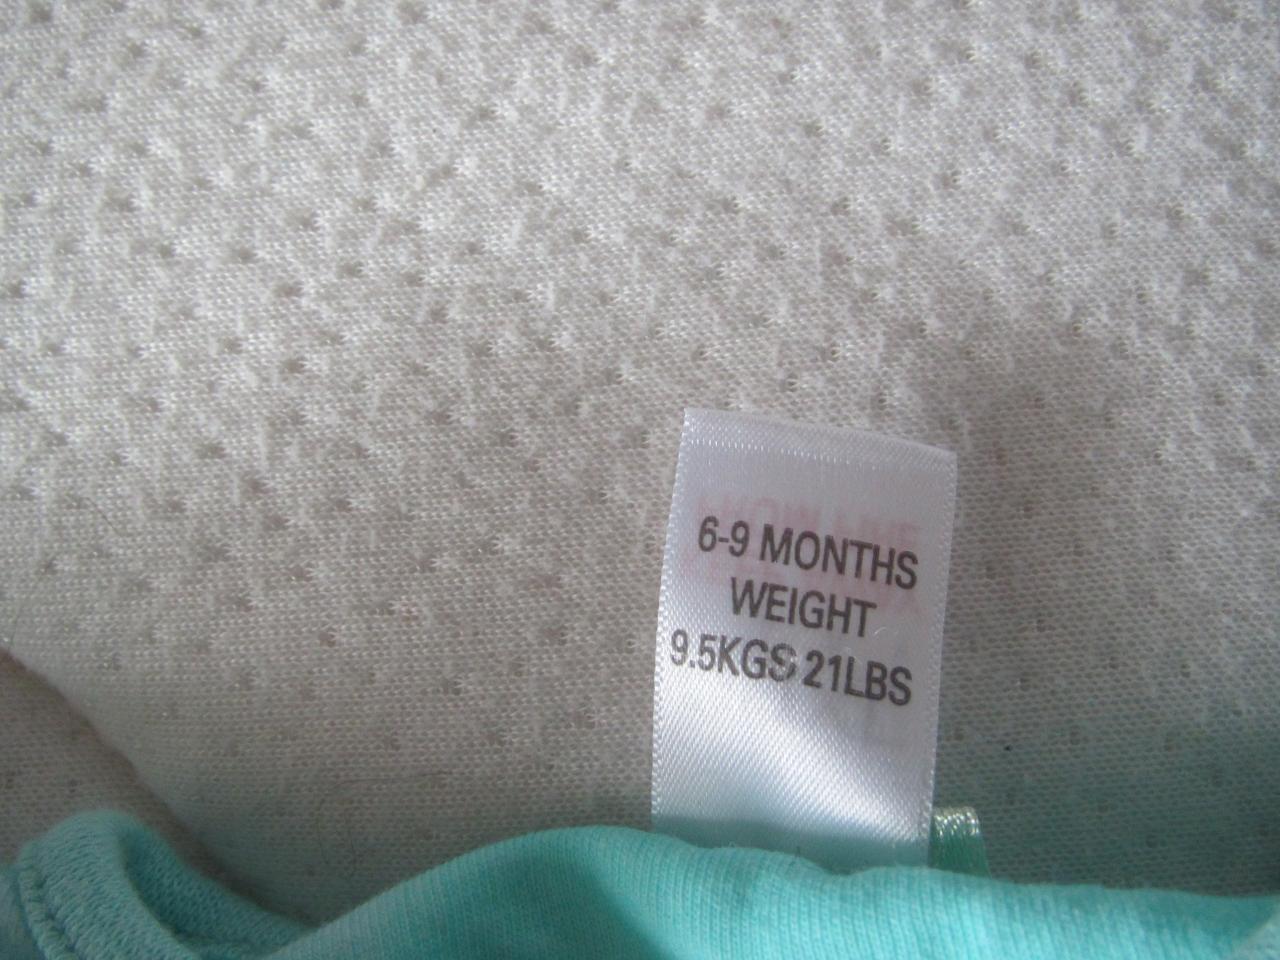 6-9 MONTHS
WEIGHT
9.5KGS 21LBS